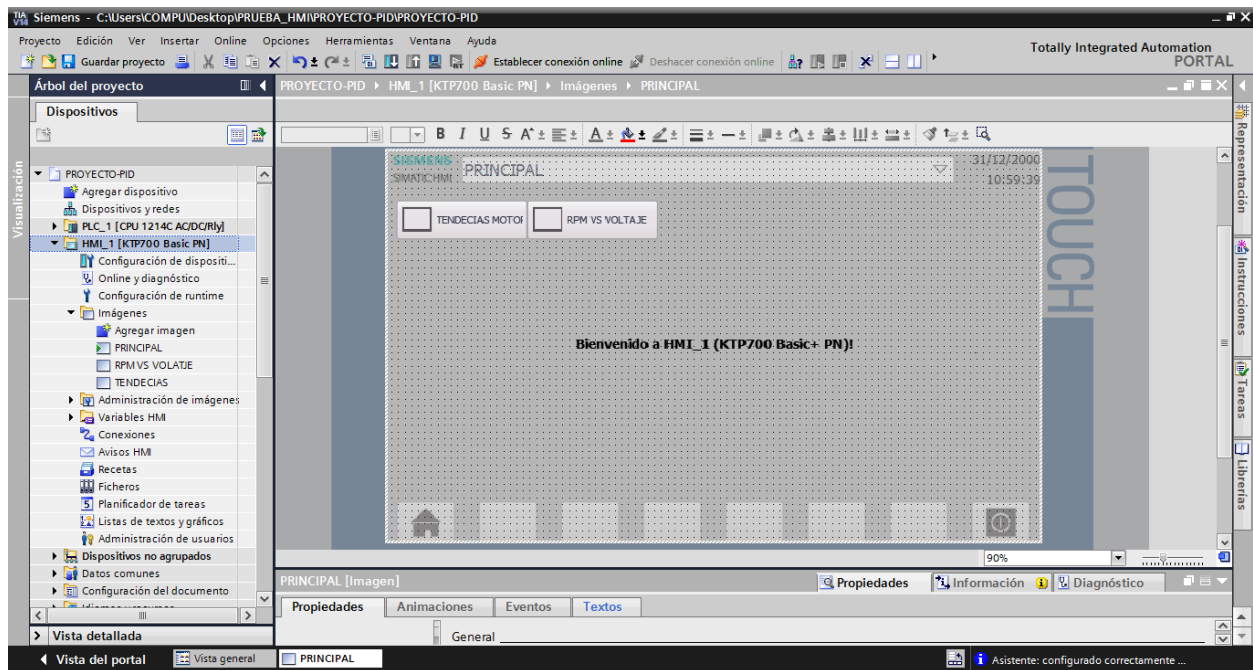 Siemens - C:\Users\COMPU\Desktop\PRUEBA_HMI\PROYECTO-PID\PROYECTO-PID
Proyecto Edición Ver Insertar Online Opciones Herramientas Ventana Ayuda
Totally Integrated Automation
PORTAL
Guardar proyecto
Establecer conexión online
Deshacer conexión online
Árbol del proyecto
PROYECTO-PID HMI_1 [KTP700 Basic PN] Imágenes PRINCIPAL
Dispositivos
Visualización
PROYECTO-PID
Agregar dispositivo
Dispositivos y redes
PLC_1 [CPU 1214C AC/DC/Rly]
HMI_1 [KTP700 Basic PN]
Configuración de dispositi...
Online y diagnóstico
Configuración de runtime
Imágenes
Agregar imagen
PRINCIPAL
RPM VS VOLATJE
TENDECIAS
Administración de imágenes
Variables HMI
Conexiones
Avisos HMI
Recetas
Ficheros
Planificador de tareas
Listas de textos y gráficos
Administración de usuarios
Dispositivos no agrupados
Datos comunes
Configuración del documento
Vista detallada
B I U S A
SIEMENS
SIMATIC HMI
PRINCIPAL
31/12/2000
10:59:39
TOUCH
TENDECIAS MOTOR
RPM VS VOLTAJE
Bienvenido a HMI_1 (KTP700 Basic+ PN)!
90%
PRINCIPAL [Imagen]
Propiedades
Información
Diagnóstico
Propiedades
Animaciones
Eventos
Textos
General
Representación
Instrucciones
Tareas
Librerías
Vista del portal
Vista general
PRINCIPAL
Asistente: configurado correctamente ...